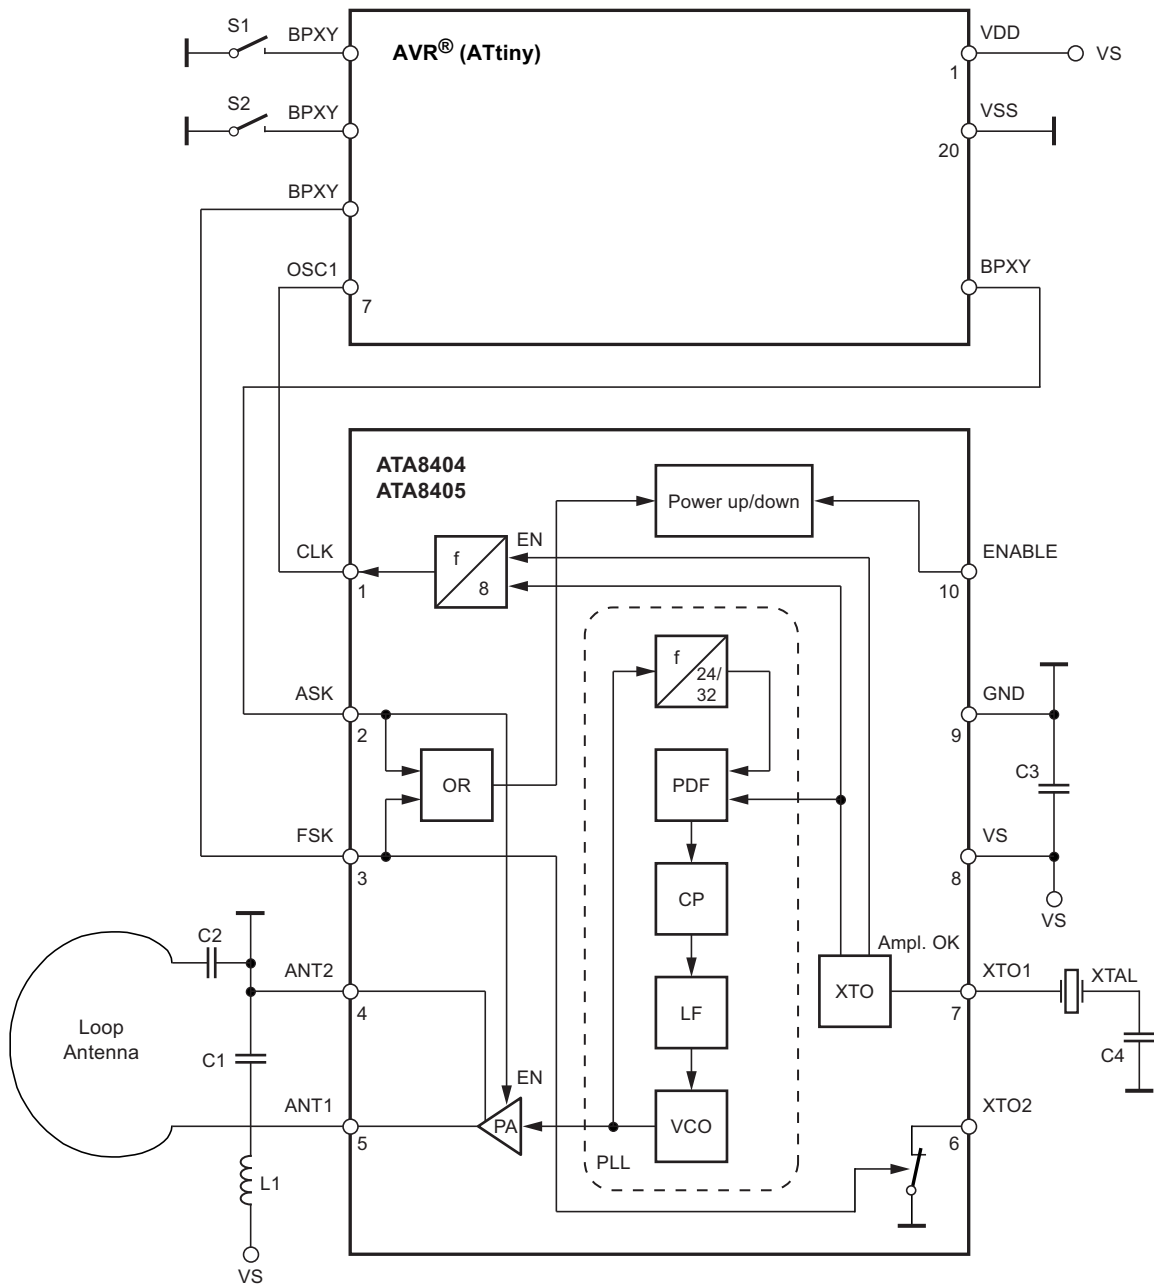 S1
BPXY
AVR® (ATtiny)
VDD
1
VS
S2
BPXY
VSS
20
BPXY
OSC1
7
BPXY
ATA8404
ATA8405
Power up/down
CLK
1
f
8
EN
ENABLE
10
f
24/
32
ASK
2
GND
9
OR
PDF
C3
FSK
3
VS
8
CP
VS
C2
Ampl. OK
ANT2
4
XTO
XTO1
7
XTAL
Loop
Antenna
C1
LF
C4
EN
ANT1
5
PA
VCO
XTO2
6
PLL
L1
VS